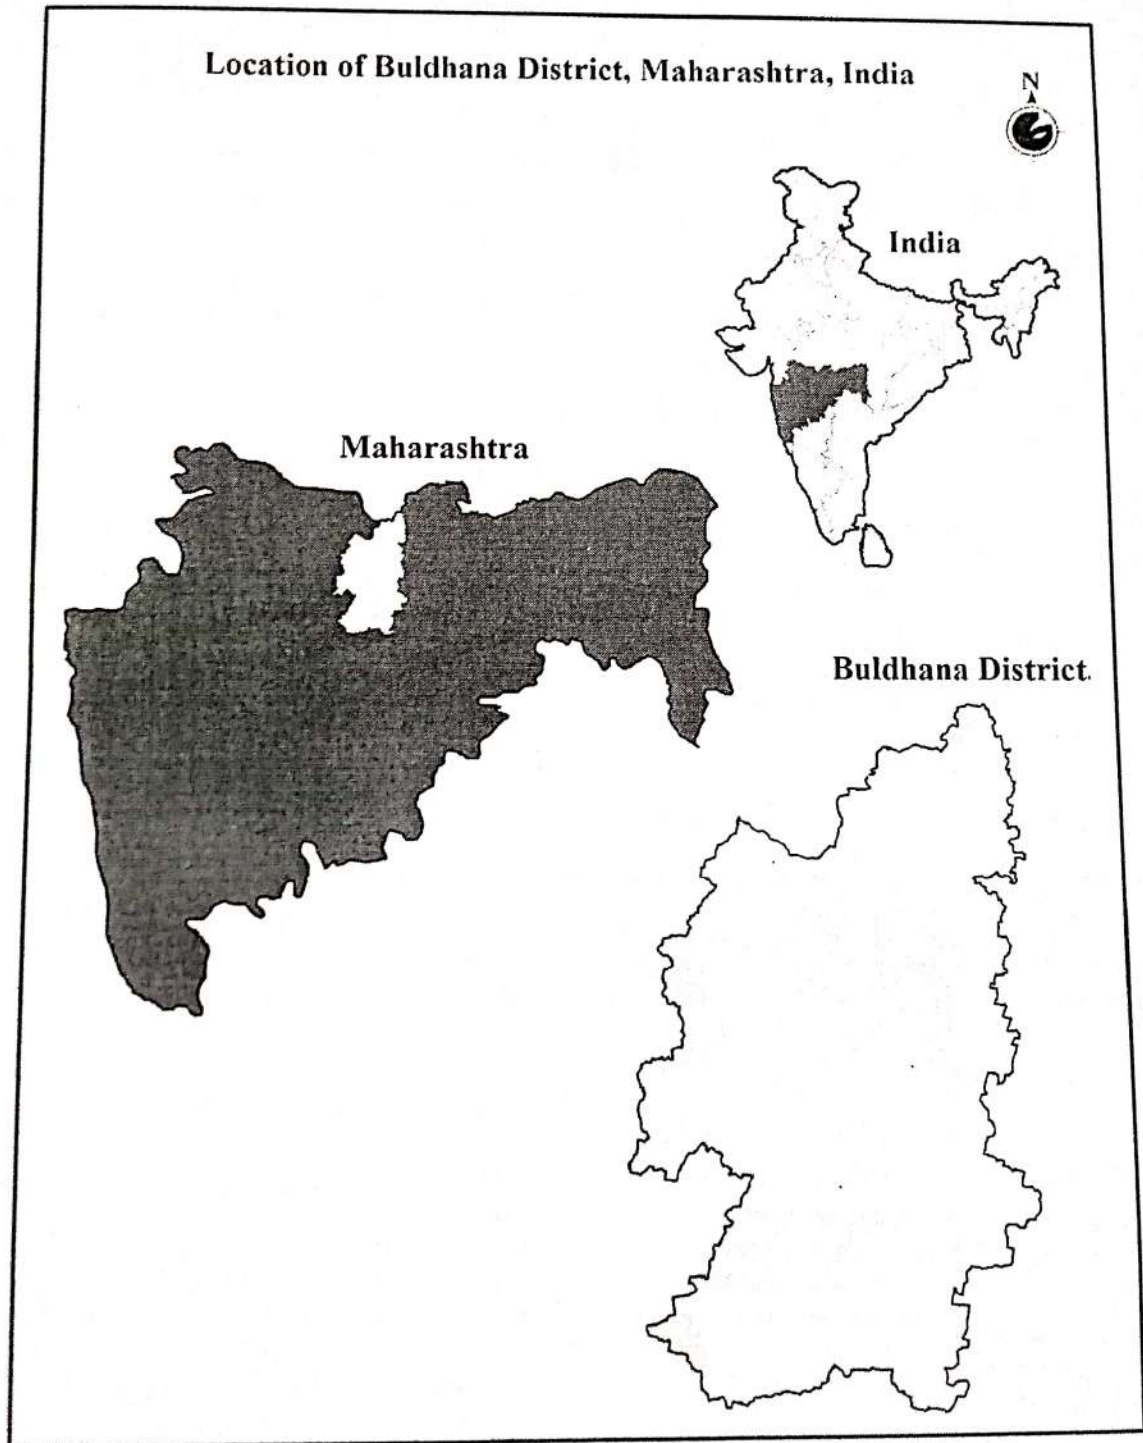 Location of Buldhana District, Maharashtra, India
N
India
Maharashtra
Buldhana District.